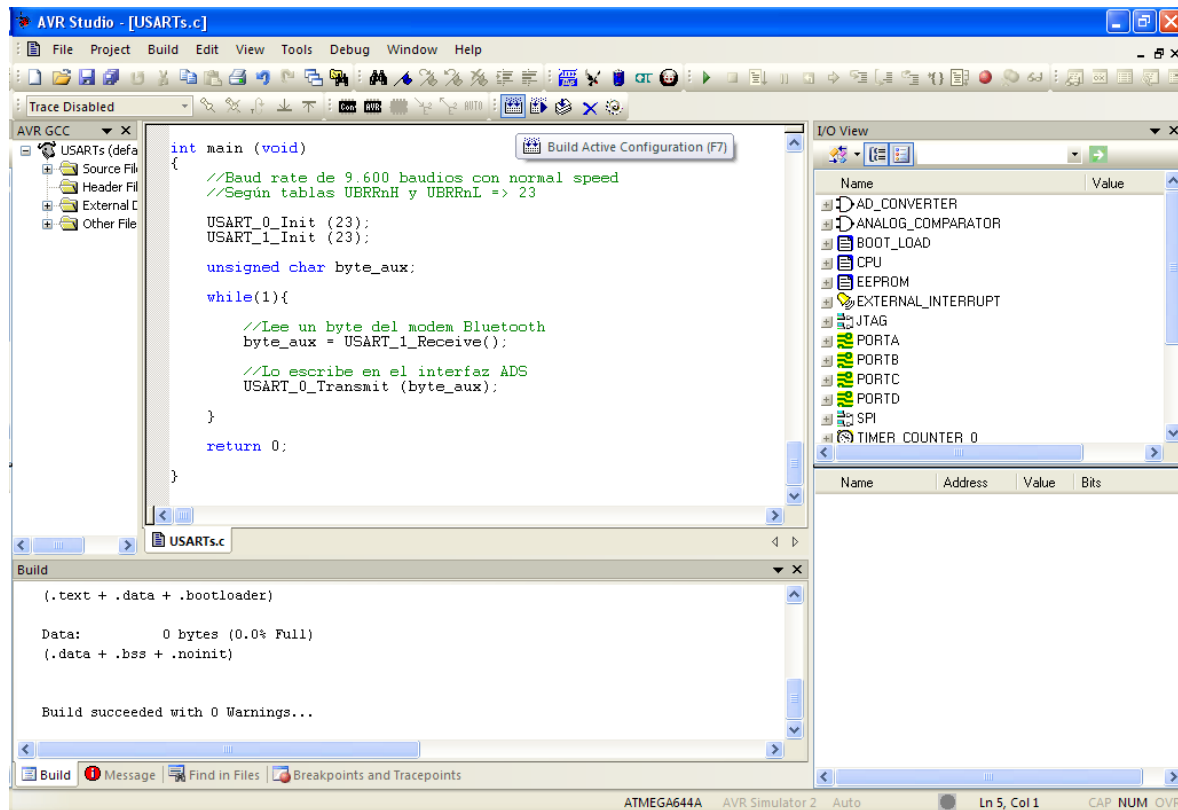 AVR Studio - [USARTs.c]
File Project Build Edit View Tools Debug Window Help
Trace Disabled
Con AVR AUTO
AVR GCC
USARTs (defa
Source File
Header Fil
External D
Other File
int main (void)
{
//Baud rate de 9.600 baudios con normal speed
//Según tablas UBRRnH y UBRRnL => 23
USART_0_Init (23);
USART_1_Init (23);
unsigned char byte_aux;
while(1){
//Lee un byte del modem Bluetooth
byte_aux = USART_1_Receive();
//Lo escribe en el interfaz ADS
USART_0_Transmit (byte_aux);
}
return 0;
}
Build Active Configuration (F7)
USARTs.c
I/O View
Name Value
AD_CONVERTER
ANALOG_COMPARATOR
BOOT_LOAD
CPU
EEPROM
EXTERNAL_INTERRUPT
JTAG
PORTA
PORTB
PORTC
PORTD
SPI
TIMER_COUNTER_0
Name Address Value Bits
Build
(.text + .data + .bootloader)
Data: 0 bytes (0.0% Full)
(.data + .bss + .noinit)
Build succeeded with 0 Warnings...
Build Message Find in Files Breakpoints and Tracepoints
ATMEGA644A AVR Simulator 2 Auto Ln 5, Col 1 CAP NUM OVR